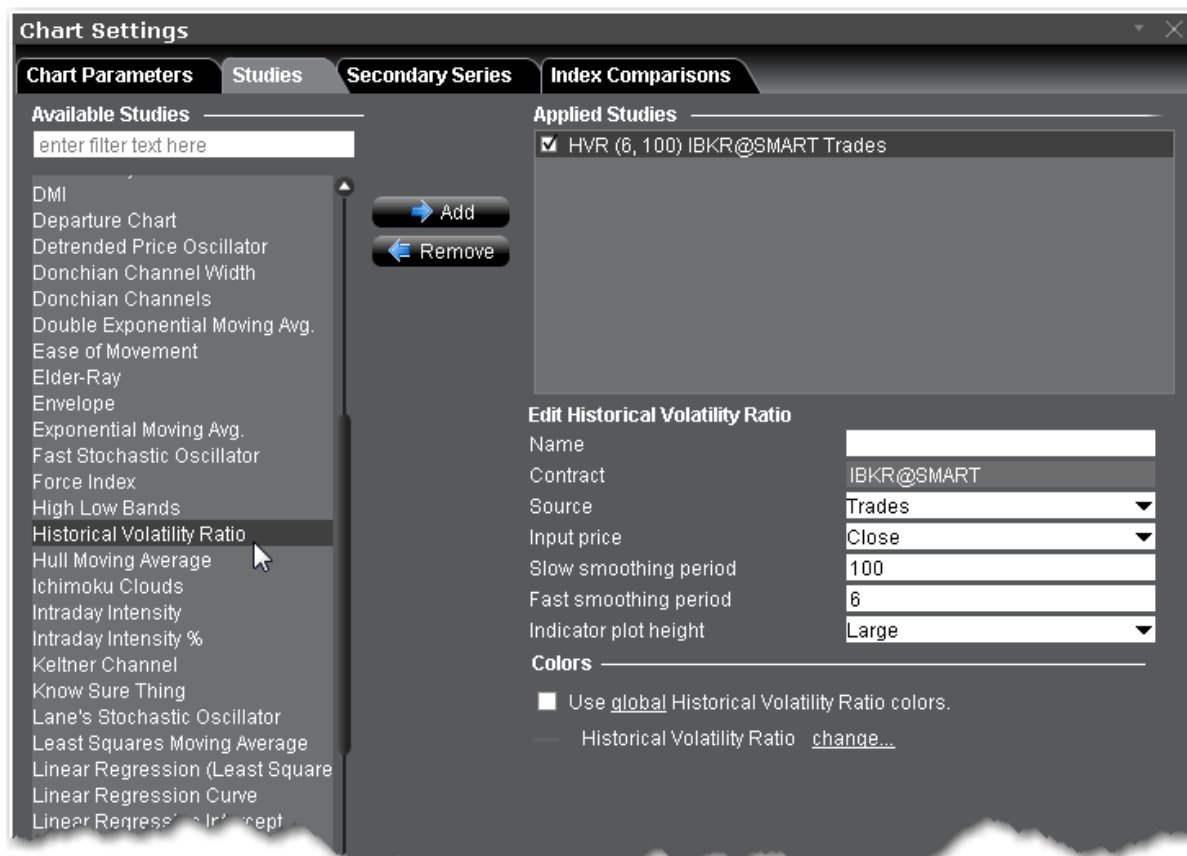 Chart Settings
Chart Parameters
Studies
Secondary Series
Index Comparisons
Available Studies
enter filter text here
DMI
Departure Chart
Detrended Price Oscillator
Donchian Channel Width
Donchian Channels
Double Exponential Moving Avg.
Ease of Movement
Elder-Ray
Envelope
Exponential Moving Avg.
Fast Stochastic Oscillator
Force Index
High Low Bands
Historical Volatility Ratio
Hull Moving Average
Ichimoku Clouds
Intraday Intensity
Intraday Intensity %
Keltner Channel
Know Sure Thing
Lane's Stochastic Oscillator
Least Squares Moving Average
Linear Regression (Least Square
Linear Regression Curve
Linear Regression
Add
Remove
Applied Studies
HVR (6, 100) IBKR@SMART Trades
Edit Historical Volatility Ratio
Name
Contract IBKR@SMART
Source Trades
Input price Close
Slow smoothing period 100
Fast smoothing period 6
Indicator plot height Large
Colors
Use global Historical Volatility Ratio colors.
Historical Volatility Ratio change...